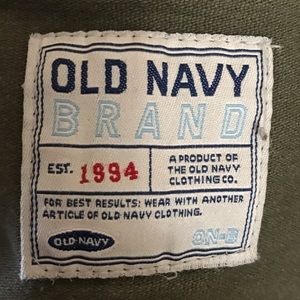 OLD NAVY
BRAND
EST. 1994
A PRODUCT OF
THE OLD NAVY
CLOTHING CO.
FOR BEST RESULTS: WEAR WITH ANOTHER
ARTICLE OF OLD NAVY CLOTHING.
OLD NAVY